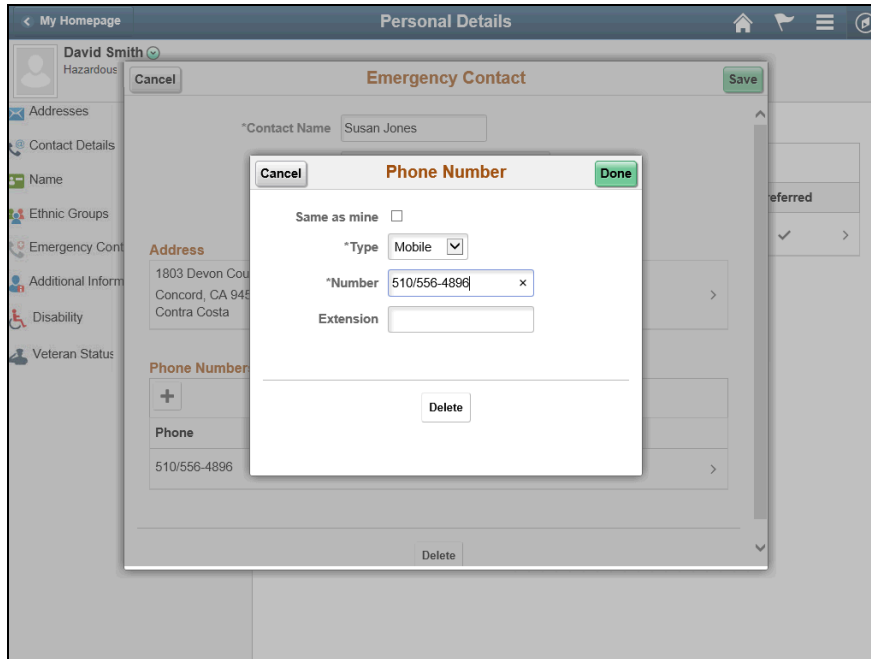 My Homepage
Personal Details
David Smith
Hazardous
Cancel
Emergency Contact
Save
Addresses
Contact Details
Name
Ethnic Groups
Emergency Cont
Additional Inform
Disability
Veteran Status
*Contact Name Susan Jones
Cancel
Phone Number
Done
Same as mine
*Type Mobile
*Number 510/556-4896 ×
Extension
Delete
Address
1803 Devon Cou
Concord, CA 945
Contra Costa
Phone Number
+
Phone
510/556-4896
Delete
referred